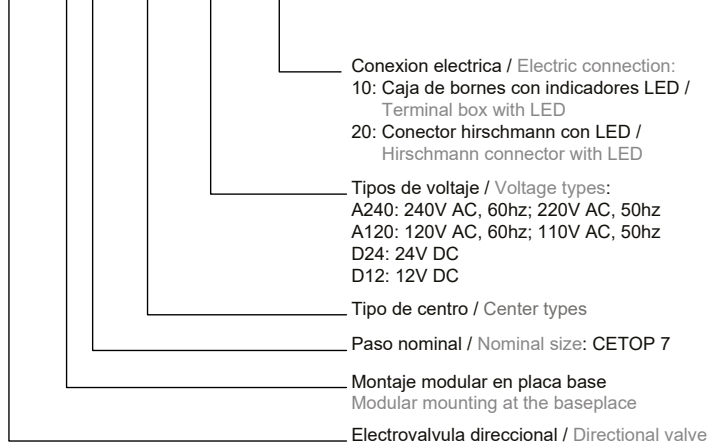 Conexion electrica / Electric connection:
10: Caja de bornes con indicadores LED /
Terminal box with LED
20: Conector hirschmann con LED /
Hirschmann connector with LED
Tipos de voltaje / Voltage types:
A240: 240V AC, 60hz; 220V AC, 50hz
A120: 120V AC, 60hz; 110V AC, 50hz
D24: 24V DC
D12: 12V DC
Tipo de centro / Center types
Paso nominal / Nominal size: CETOP 7
Montaje modular en placa base
Modular mounting at the baseplace
Electrovalvula direccional / Directional valve